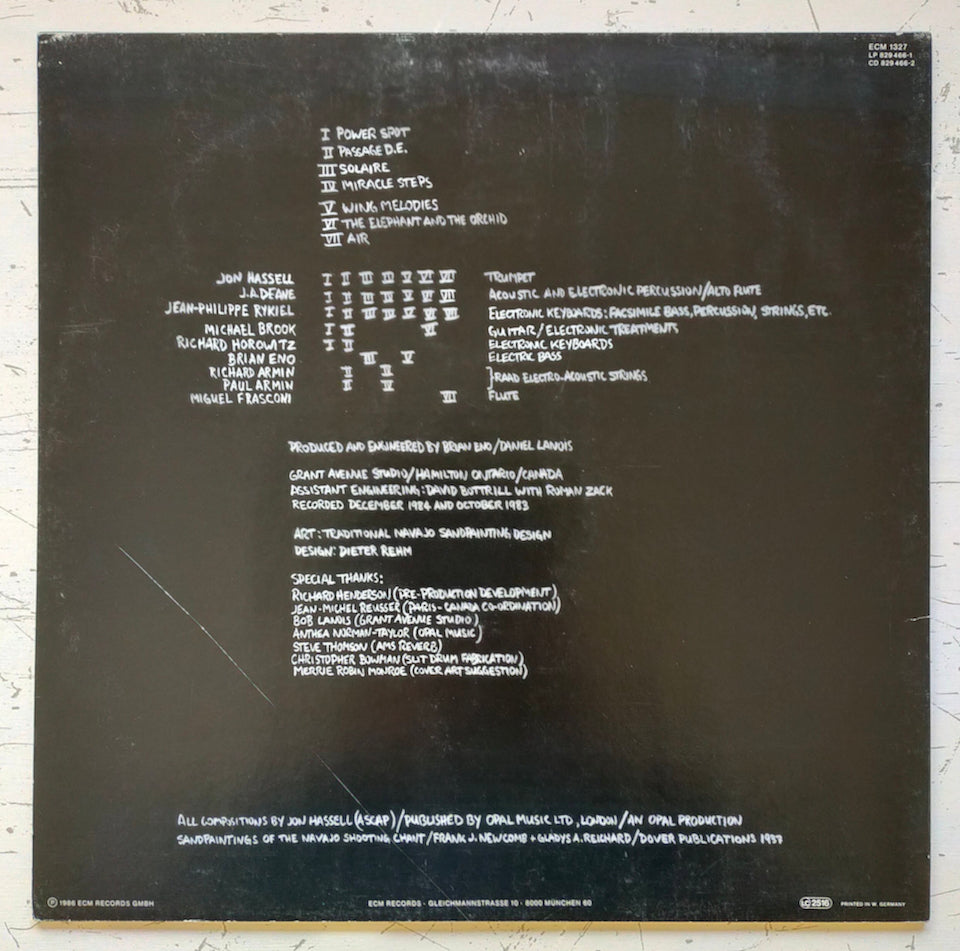 ECM 1327
LP 829 466-1
CD 829 466-2
I POWER SPOT
II PASSAGE D.E.
III SOLAIRE
IV MIRACLE STEPS
V WING MELODIES
VI THE ELEPHANT AND THE ORCHID
VII AIR
JON HASSELL I II III IV V VI VII TRUMPET
J.A. DEANE I II III IV V VI VII ACOUSTIC AND ELECTRONIC PERCUSSION/ALTO FLUTE
JEAN-PHILIPPE RYKIEL I II III IV V VI VII ELECTRONIC KEYBOARDS: FACSIMILE BASS, PERCUSSION, STRINGS, ETC.
MICHAEL BROOK I II VI GUITAR/ELECTRONIC TREATMENTS
RICHARD HOROWITZ I II ELECTRONIC KEYBOARDS
BRIAN ENO III V ELECTRIC BASS
RICHARD ARMIN II IV
}RAAD ELECTRO-ACOUSTIC STRINGS
PAUL ARMIN II IV
MIGUEL FRASCONI VII FLUTE
PRODUCED AND ENGINEERED BY BRIAN ENO/DANIEL LANOIS
GRANT AVENUE STUDIO/HAMILTON ONTARIO/CANADA
ASSISTANT ENGINEERING: DAVID BOTTRILL WITH ROMAN ZACK
RECORDED DECEMBER 1984 AND OCTOBER 1983
ART: TRADITIONAL NAVAJO SANDPAINTING DESIGN
DESIGN: DIETER REHM
SPECIAL THANKS:
RICHARD HENDERSON (PRE-PRODUCTION DEVELOPMENT)
JEAN-MICHEL REUSSER (PARIS-CANADA CO-ORDINATION)
BOB LANOIS (GRANT AVENUE STUDIO)
ANTHEA NORMAN-TAYLOR (OPAL MUSIC)
STEVE THOMSON (AMS REVERB)
CHRISTOPHER BOWMAN (SLIT DRUM FABRICATION)
MERRIE ROBIN MONROE (COVER ART SUGGESTION)
ALL COMPOSITIONS BY JON HASSELL (ASCAP)/PUBLISHED BY OPAL MUSIC LTD, LONDON/AN OPAL PRODUCTION
SANDPAINTINGS OF THE NAVAJO SHOOTING CHANT/FRANK J. NEWCOMB + GLADYS A. REICHARD/DOVER PUBLICATIONS 1937
℗ 1986 ECM RECORDS GMBH ECM RECORDS · GLEICHMANNSTRASSE 10 · 8000 MÜNCHEN 60 LC 2516 PRINTED IN W. GERMANY